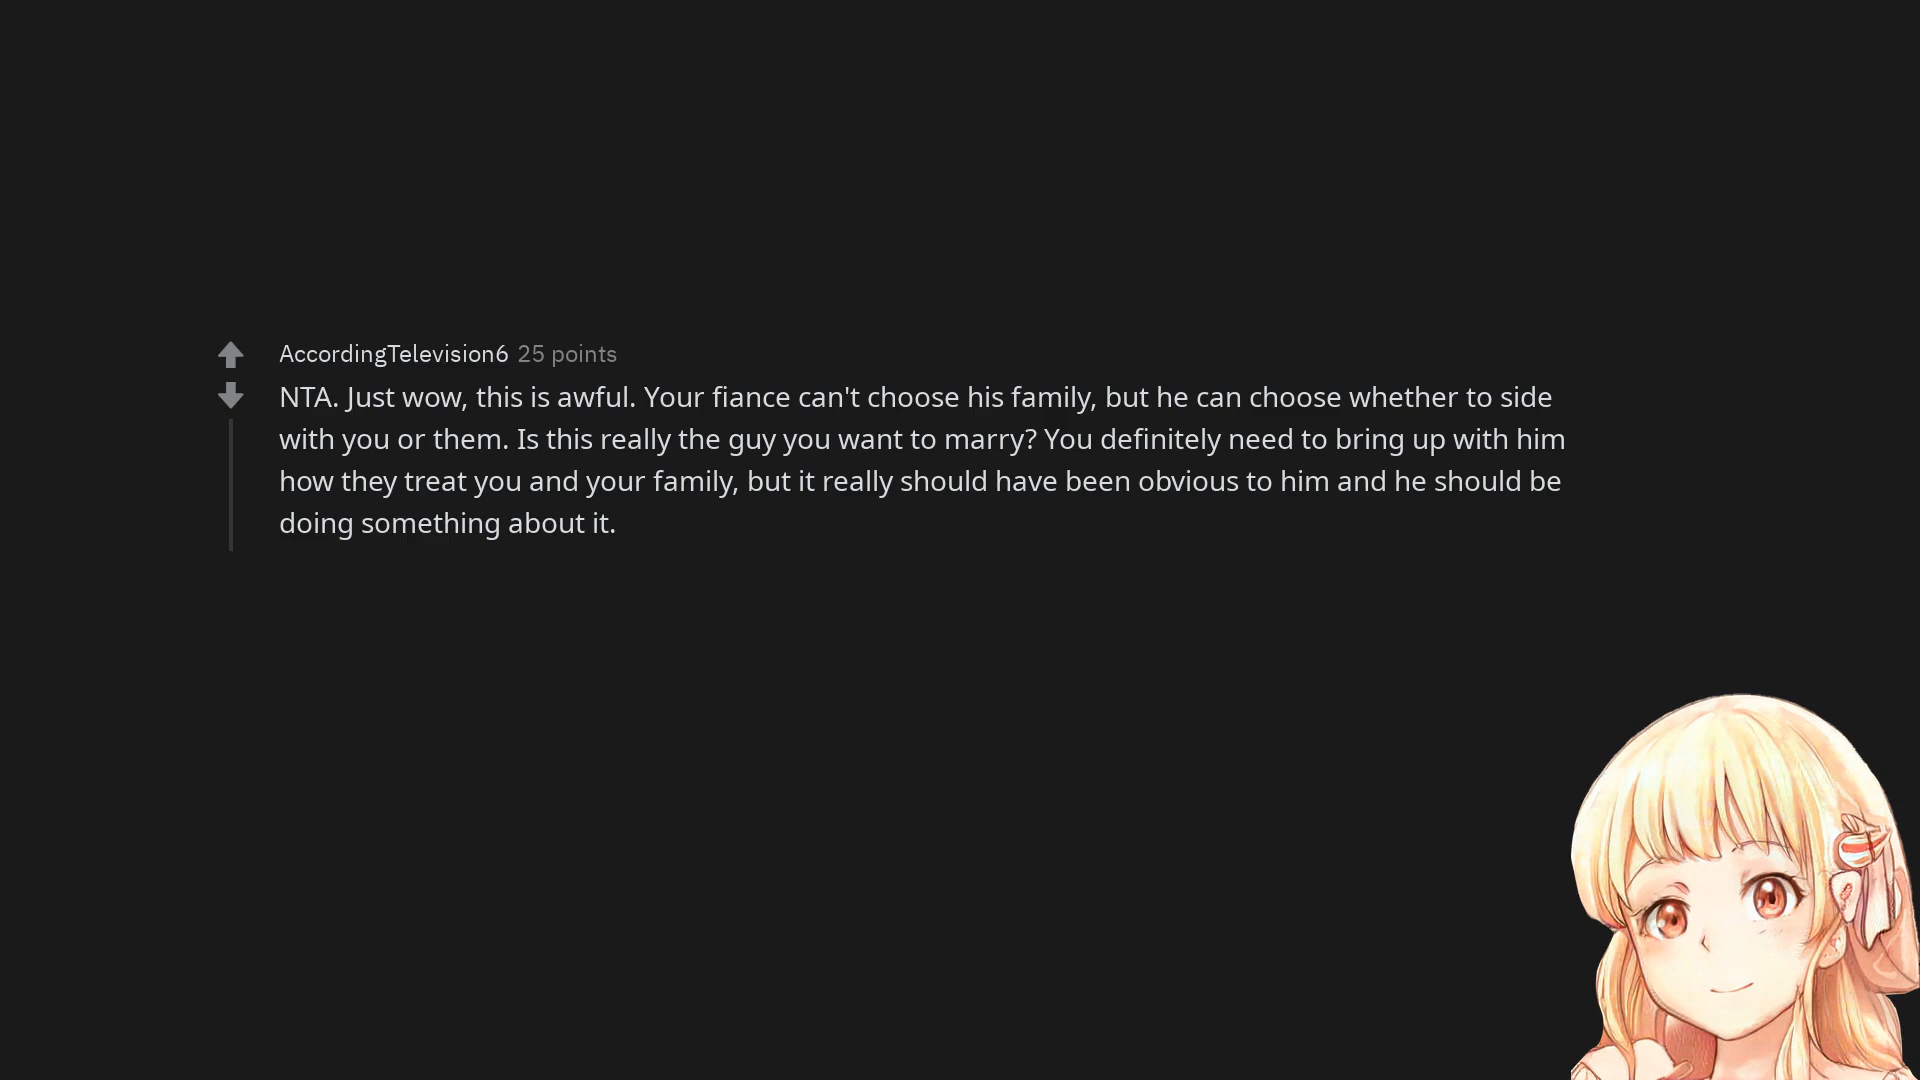 AccordingTelevision6 25 points
NTA. Just wow, this is awful. Your fiance can't choose his family, but he can choose whether to side
with you or them. Is this really the guy you want to marry? You definitely need to bring up with him
how they treat you and your family, but it really should have been obvious to him and he should be
doing something about it.